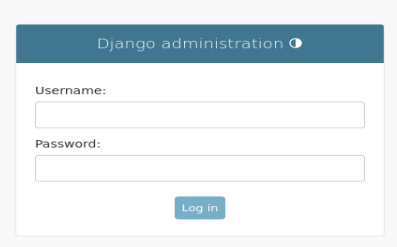 Django administration
Username:
Password:
Log in